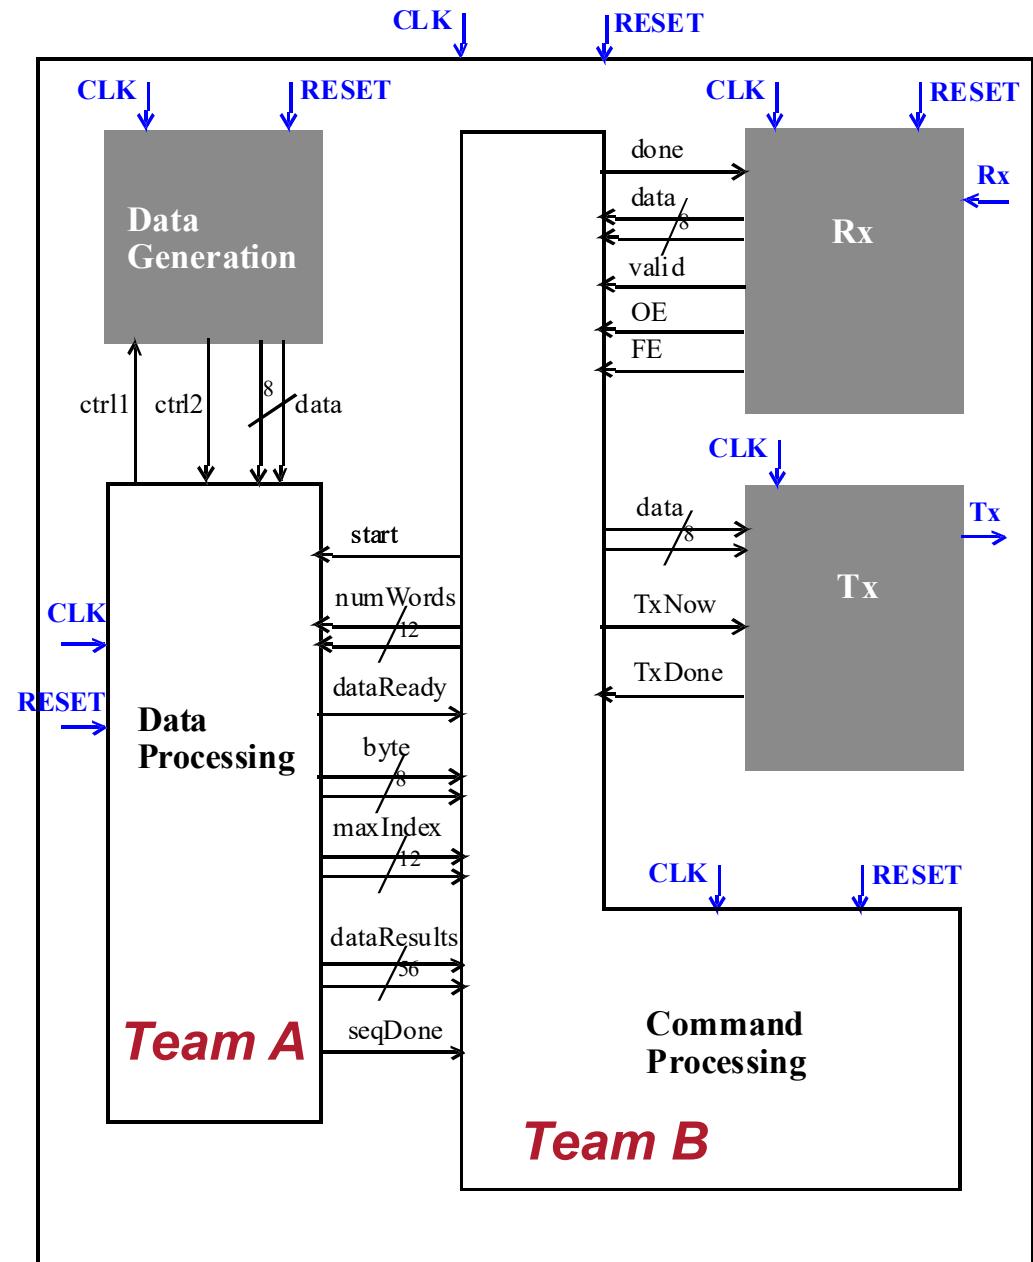 CLK
RESET
CLK
RESET
CLK
RESET
Data
Generation
done
data
8
valid
OE
FE
Rx
Rx
ctrl1
ctrl2
8
data
CLK
data
8
TxNow
TxDone
Tx
Tx
start
numWords
12
dataReady
byte
8
maxIndex
12
dataResults
56
seqDone
CLK
RESET
Data
Processing
Team A
CLK
RESET
Command
Processing
Team B